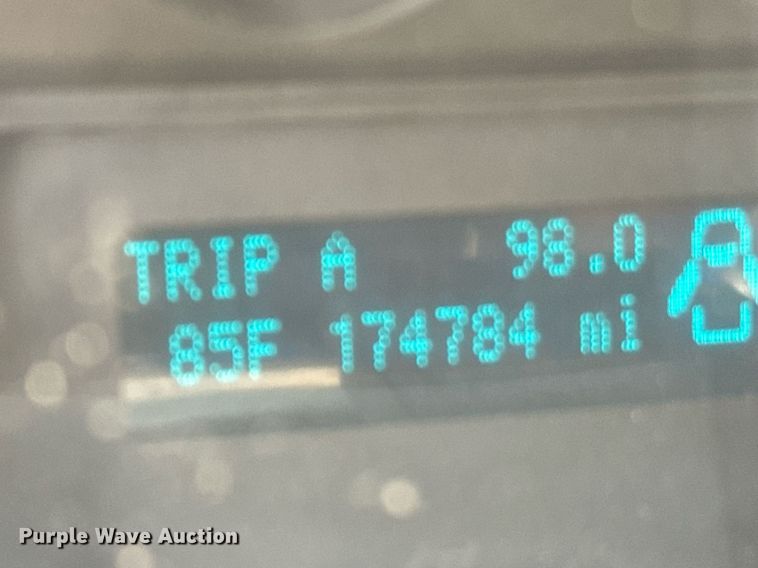 TRIP A 98.0
85F 174784 mi
Purple Wave Auction